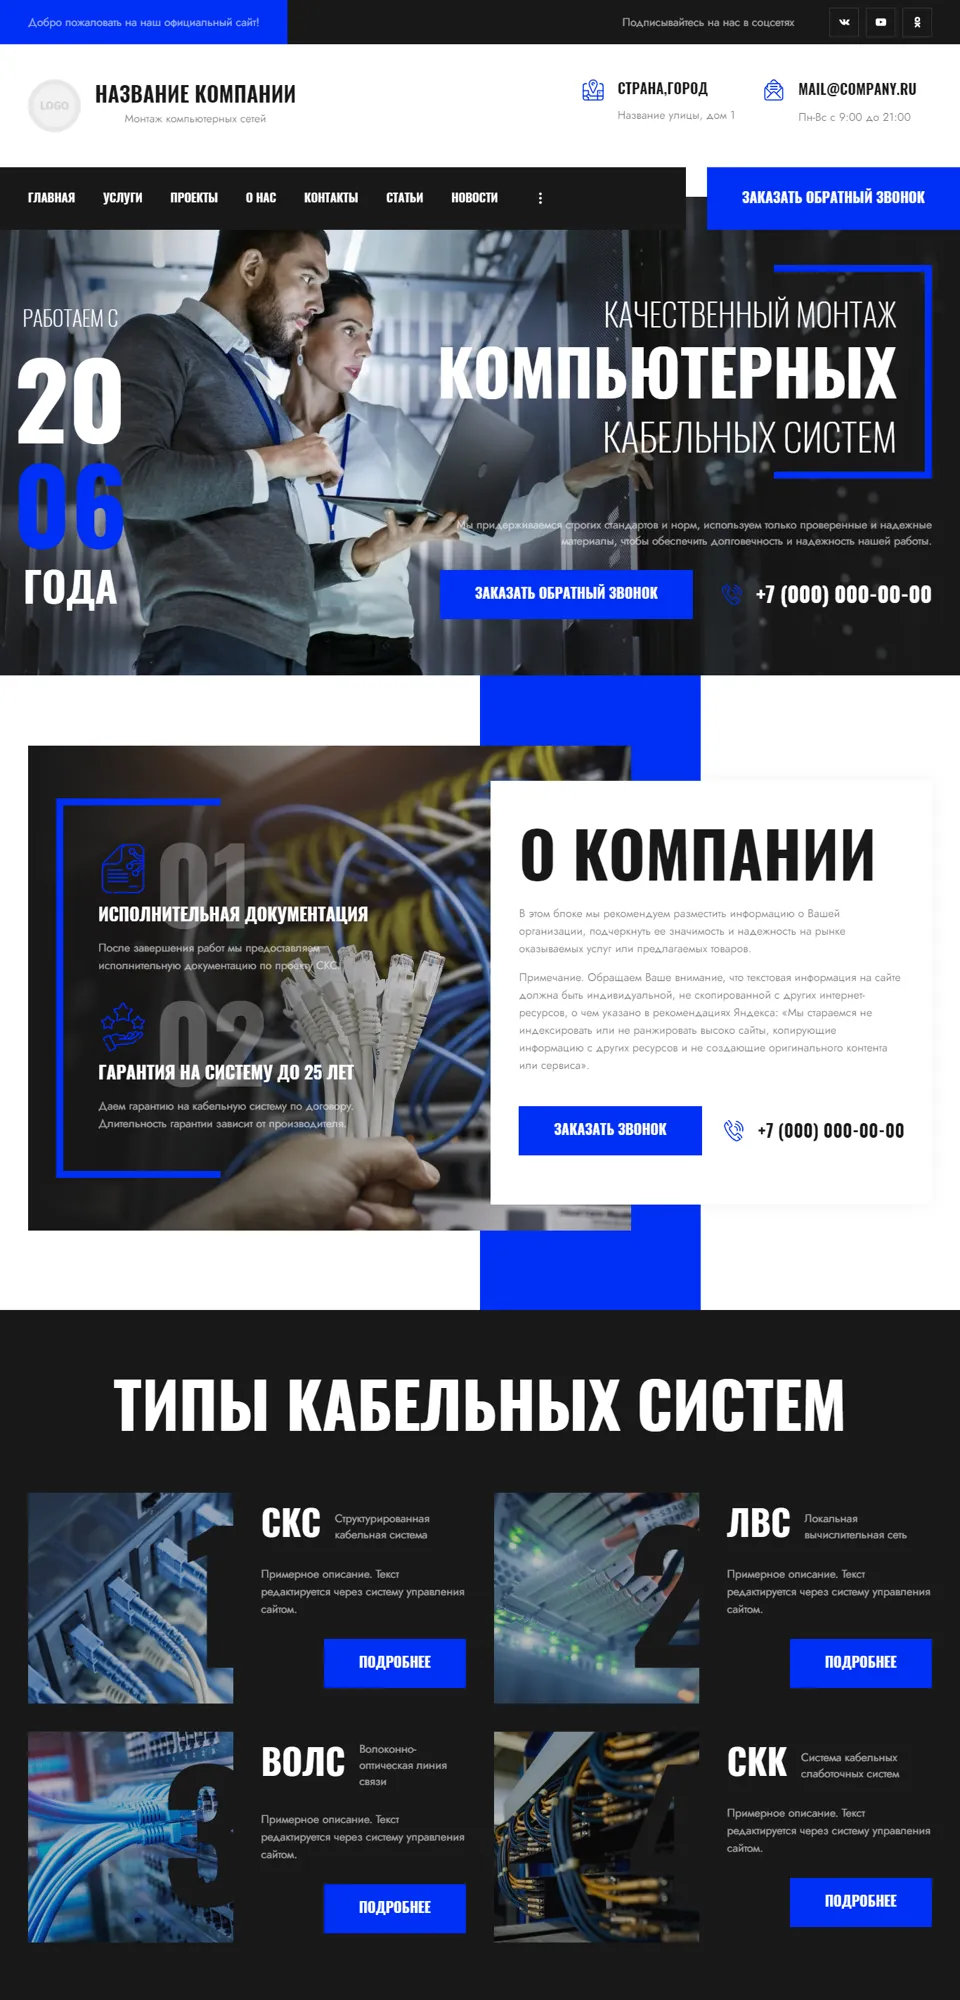 Добро пожаловать на наш официальный сайт!
Подписывайтесь на нас в соцсетях
LOGO
НАЗВАНИЕ КОМПАНИИ
Монтаж компьютерных сетей
СТРАНА,ГОРОД
Название улицы, дом 1
MAIL@COMPANY.RU
Пн-Вс с 9:00 до 21:00
ГЛАВНАЯ УСЛУГИ ПРОЕКТЫ О НАС КОНТАКТЫ СТАТЬИ НОВОСТИ
ЗАКАЗАТЬ ОБРАТНЫЙ ЗВОНОК
РАБОТАЕМ С
20
06
ГОДА
КАЧЕСТВЕННЫЙ МОНТАЖ
КОМПЬЮТЕРНЫХ
КАБЕЛЬНЫХ СИСТЕМ
Мы придерживаемся строгих стандартов и норм, используем только проверенные и надежные
материалы, чтобы обеспечить долговечность и надежность нашей работы.
ЗАКАЗАТЬ ОБРАТНЫЙ ЗВОНОК
+7 (000) 000-00-00
01
ИСПОЛНИТЕЛЬНАЯ ДОКУМЕНТАЦИЯ
После завершения работ мы предоставляем
исполнительную документацию по проекту СКС.
02
ГАРАНТИЯ НА СИСТЕМУ ДО 25 ЛЕТ
Даем гарантию на кабельную систему по договору.
Длительность гарантии зависит от производителя.
О КОМПАНИИ
В этом блоке мы рекомендуем разместить информацию о Вашей
организации, подчеркнуть ее значимость и надежность на рынке
оказываемых услуг или предлагаемых товаров.
Примечание. Обращаем Ваше внимание, что текстовая информация на сайте
должна быть индивидуальной, не скопированной с других интернет-
ресурсов, о чем указано в рекомендациях Яндекса: «Мы стараемся не
индексировать или не ранжировать высоко сайты, копирующие
информацию с других ресурсов и не создающие оригинального контента
или сервиса».
ЗАКАЗАТЬ ЗВОНОК
+7 (000) 000-00-00
ТИПЫ КАБЕЛЬНЫХ СИСТЕМ
1
СКС
Структурированная
кабельная система
Примерное описание. Текст
редактируется через систему управления
сайтом.
ПОДРОБНЕЕ
2
ЛВС
Локальная
вычислительная сеть
Примерное описание. Текст
редактируется через систему управления
сайтом.
ПОДРОБНЕЕ
3
ВОЛС
Волоконно-
оптическая линия
связи
Примерное описание. Текст
редактируется через систему управления
сайтом.
ПОДРОБНЕЕ
4
СКК
Система кабельных
слаботочных систем
Примерное описание. Текст
редактируется через систему управления
сайтом.
ПОДРОБНЕЕ